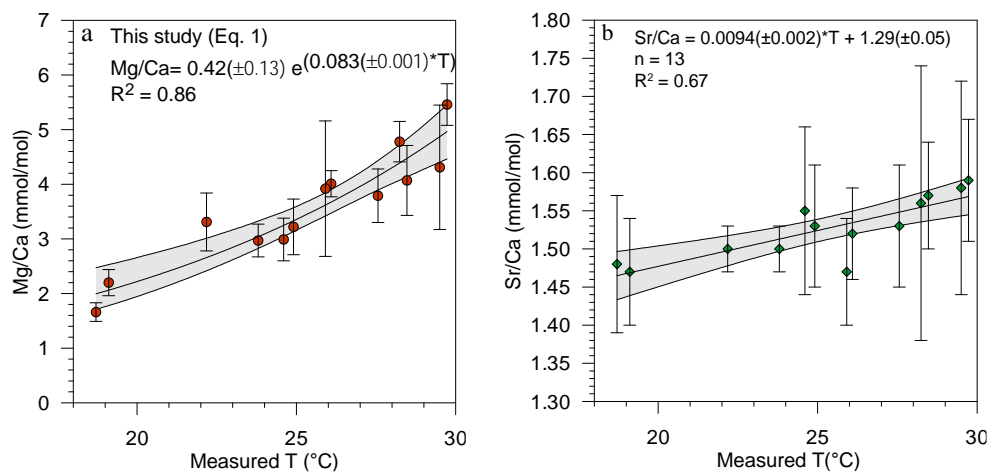 a This study (Eq. 1)
Mg/Ca= 0.42(±0.13) e(0.083(±0.001)*T)
R² = 0.86
7
6
5
4
3
2
1
0
Mg/Ca (mmol/mol)
20 25 30
Measured T (°C)
b Sr/Ca = 0.0094(±0.002)*T + 1.29(±0.05)
n = 13
R² = 0.67
1.80
1.75
1.70
1.65
1.60
1.55
1.50
1.45
1.40
1.35
1.30
Sr/Ca (mmol/mol)
20 25 30
Measured T(°C)